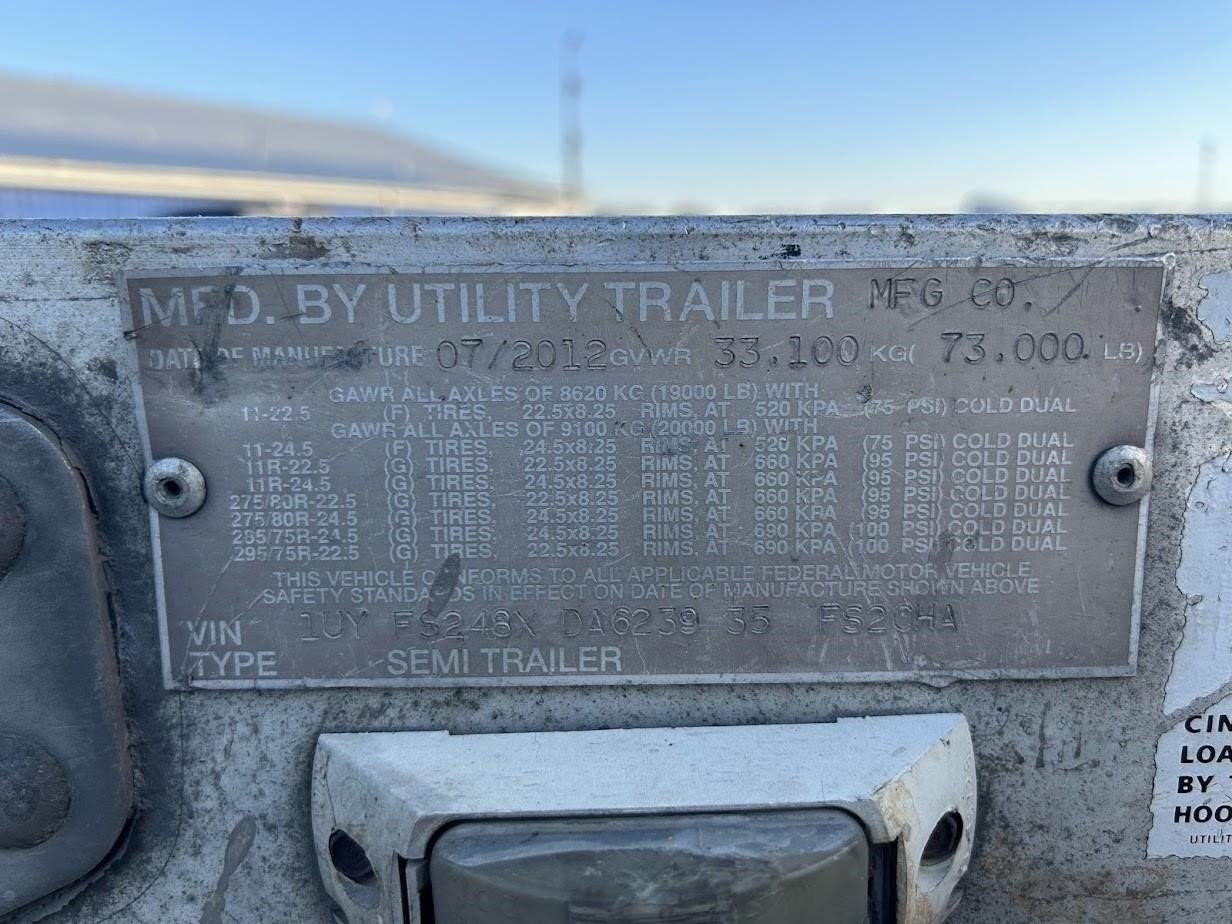 MFD. BY UTILITY TRAILER MFG CO.
DATE OF MANUFACTURE 07/2012 GVWR 33.100 KG( 73.000 LB)
GAWR ALL AXLES OF 8620 KG (19000 LB) WITH
11-22.5 (F) TIRES, 22.5x8.25 RIMS, AT 520 KPA (75 PSI) COLD DUAL
GAWR ALL AXLES OF 9100 KG (20000 LB) WITH
11-24.5 (F) TIRES, 24.5x8.25 RIMS, AT 520 KPA (75 PSI) COLD DUAL
11R-22.5 (G) TIRES, 22.5x8.25 RIMS, AT 660 KPA (95 PSI) COLD DUAL
11R-24.5 (G) TIRES, 24.5x8.25 RIMS, AT 660 KPA (95 PSI) COLD DUAL
275/80R-22.5 (G) TIRES, 22.5x8.25 RIMS, AT 660 KPA (95 PSI) COLD DUAL
275/80R-24.5 (G) TIRES, 24.5x8.25 RIMS, AT 660 KPA (95 PSI) COLD DUAL
285/75R-24.5 (G) TIRES, 24.5x8.25 RIMS, AT 690 KPA (100 PSI) COLD DUAL
295/75R-22.5 (G) TIRES, 22.5x8.25 RIMS, AT 690 KPA (100 PSI) COLD DUAL
THIS VEHICLE CONFORMS TO ALL APPLICABLE FEDERAL MOTOR VEHICLE
SAFETY STANDARDS IN EFFECT ON DATE OF MANUFACTURE SHOWN ABOVE
VIN 1UY FS248X DA6239 35 FS2CHA
TYPE SEMI TRAILER
CIN
LOA
BY
HOO
UTILIT